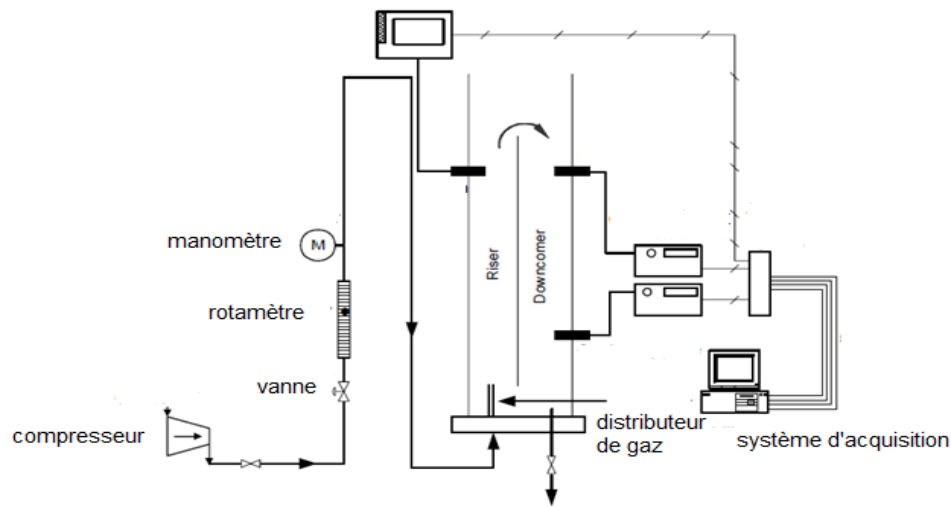 manomètre
M
Riser
Downcomer
rotamètre
vanne
compresseur
distributeur
de gaz
système d'acquisition